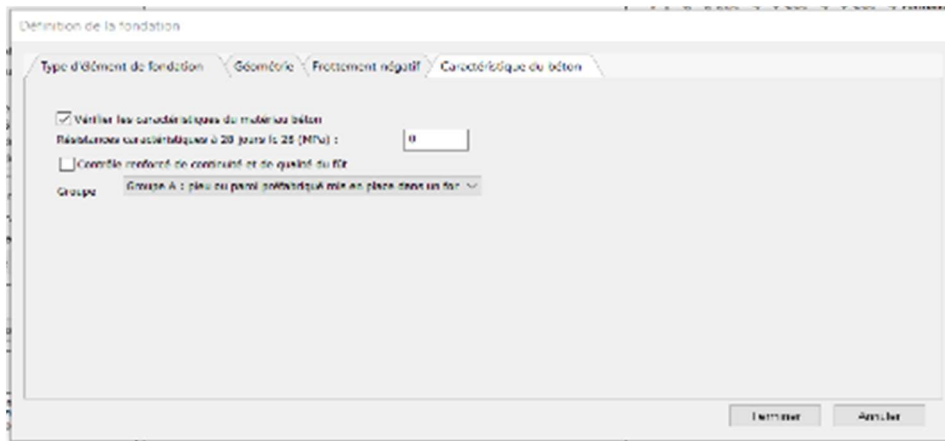 Définition de la fondation
Type d'élément de fondation Géométrie Frottement négatif Caractéristique du béton
Vérifier les caractéristiques du matériau béton
Résistances caractéristiques à 28 jours fc 28 (MPa) : 0
Contrôle renforcé de continuité et de qualité du fût
Groupe Groupe A : pieu ou paroi préfabriqué mis en place dans un for
Terminer Annuler